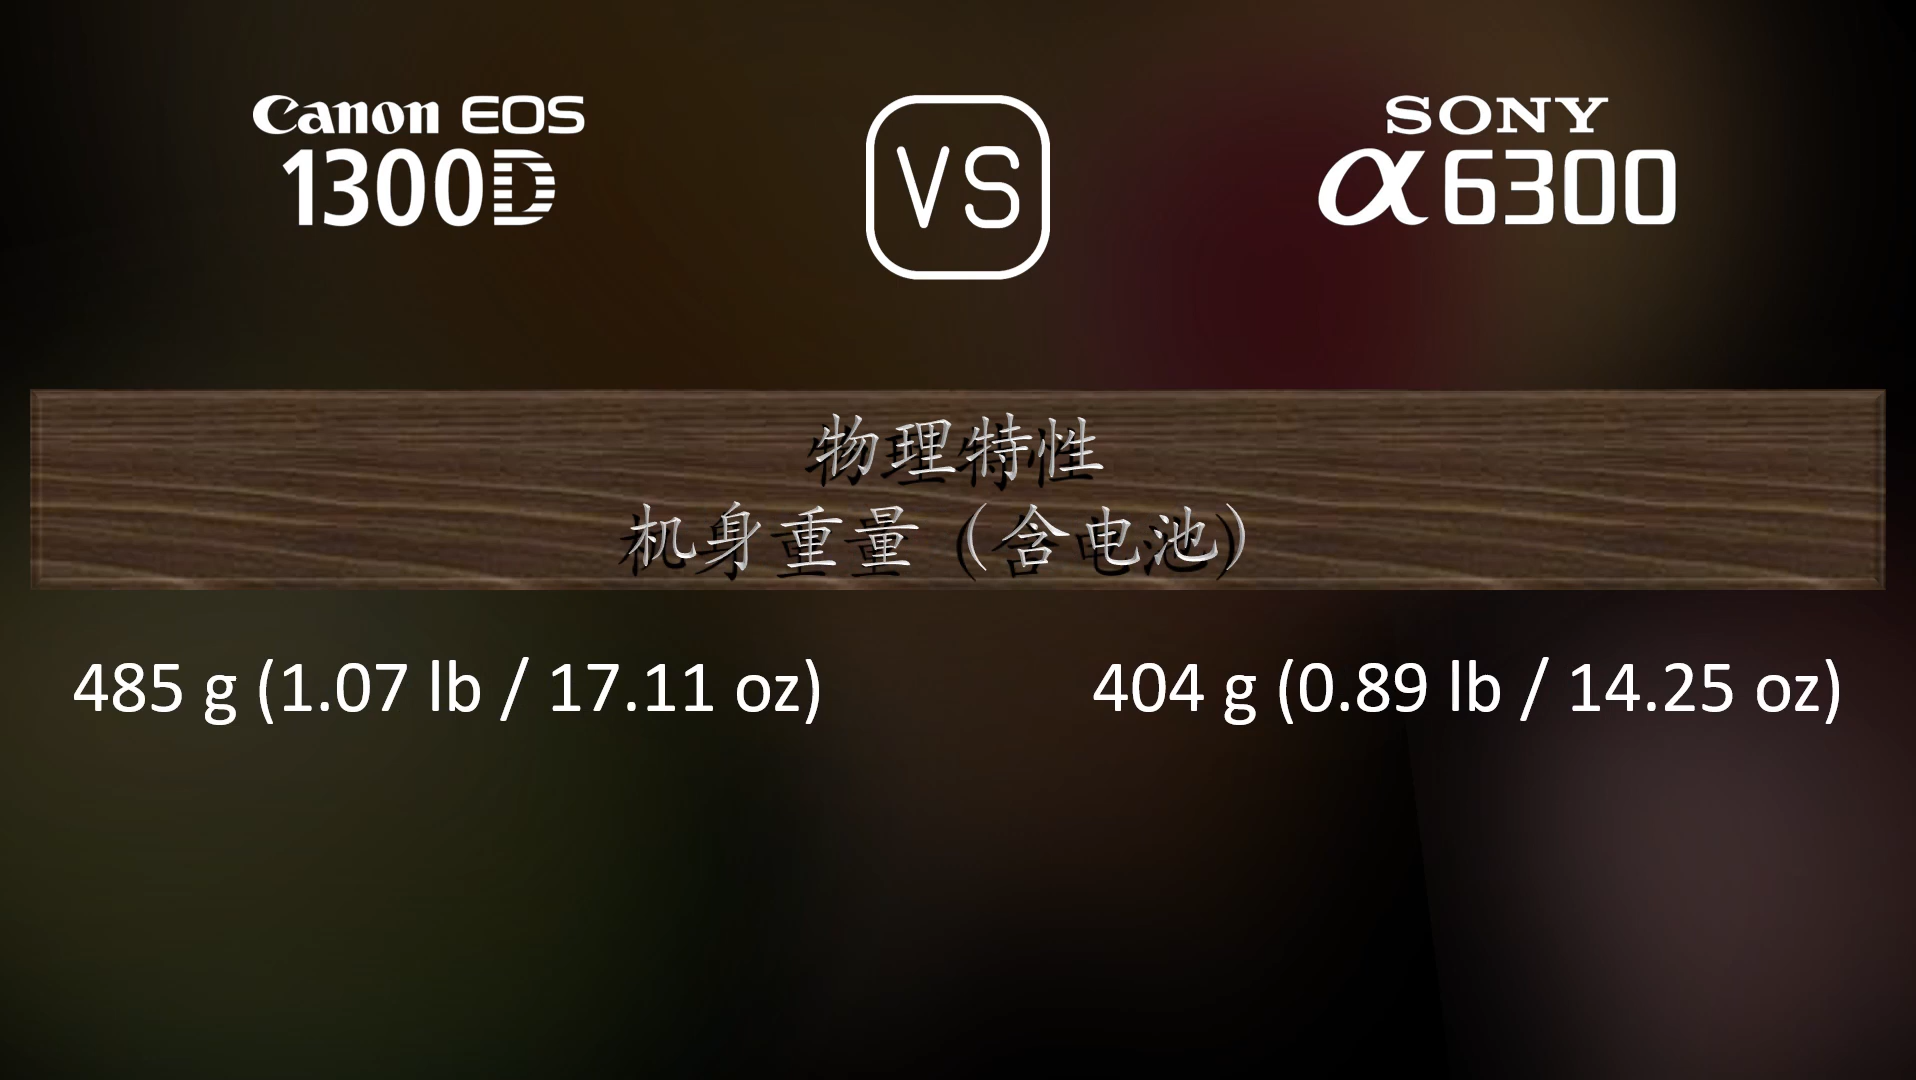 Canon EOS
1300D
VS
SONY
α6300
物理特性
机身重量（含电池）
485 g (1.07 lb / 17.11 oz)
404 g (0.89 lb / 14.25 oz)